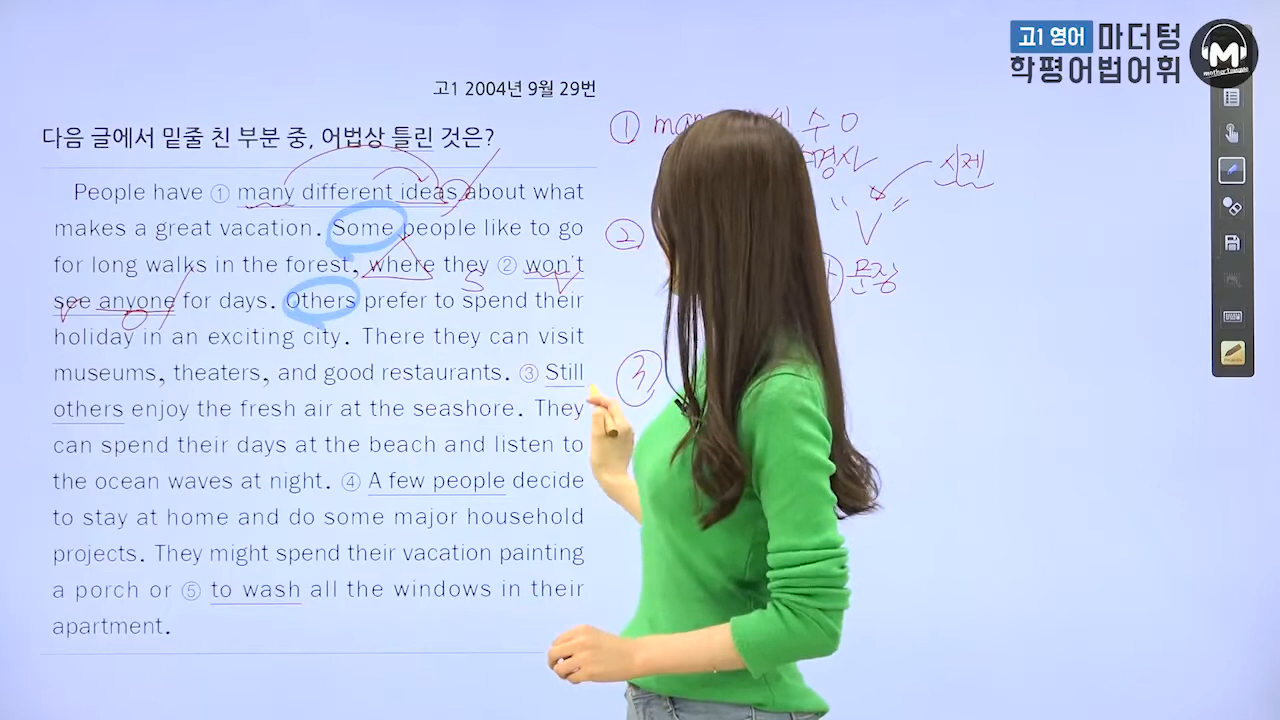 고1 영어 마더텅
학평어법어휘
M
mothertongue
고1 2004년 9월 29번
다음 글에서 밑줄 친 부분 중, 어법상 틀린 것은?
People have ① many different ideas about what
makes a great vacation. Some people like to go
for long walks in the forest, where they ② won't
see anyone for days. Others prefer to spend their
holiday in an exciting city. There they can visit
museums, theaters, and good restaurants. ③ Still
others enjoy the fresh air at the seashore. They
can spend their days at the beach and listen to
the ocean waves at night. ④ A few people decide
to stay at home and do some major household
projects. They might spend their vacation painting
a porch or ⑤ to wash all the windows in their
apartment.
S
V
V
O
① 수 O
시제
" V "
②
문장
③